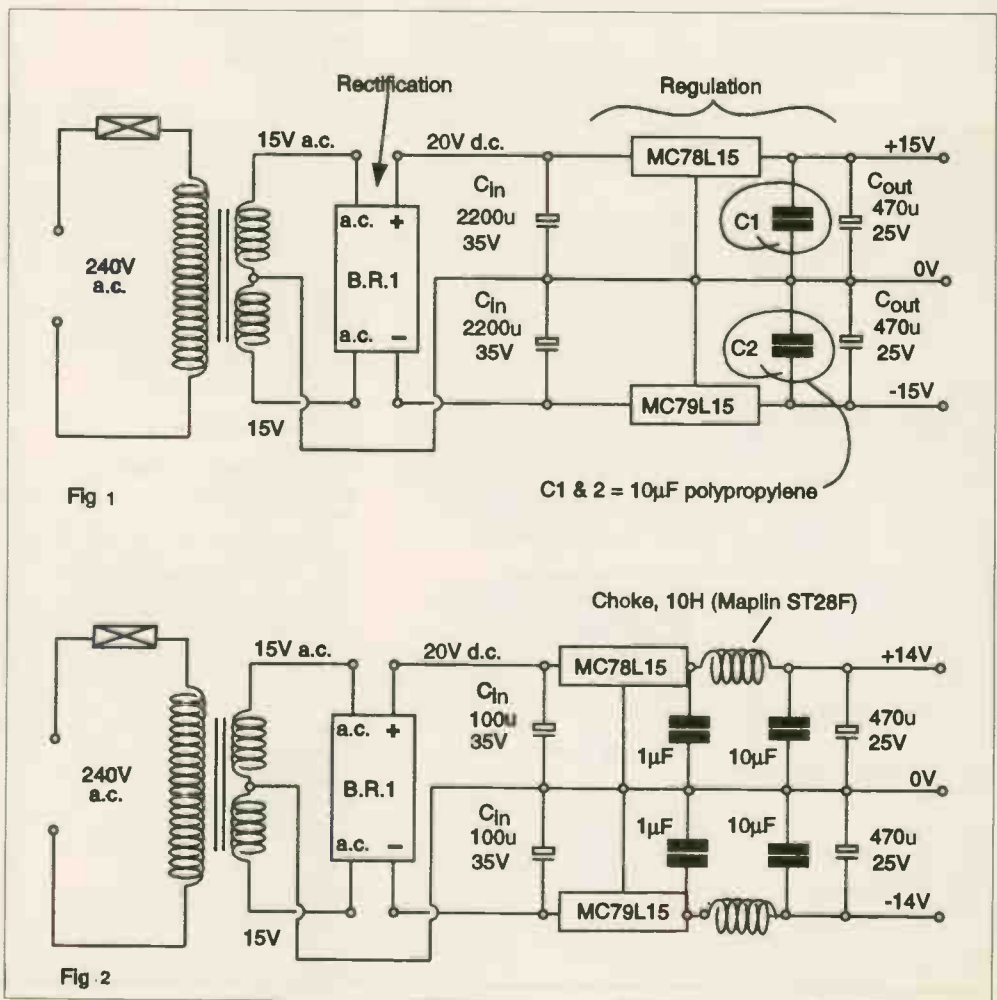 Rectification
Regulation
15V a.c.
20V d.c.
MC78L15
+15V
Cin
2200u
35V
C1
Cout
470u
25V
240V
a.c.
a.c. +
B.R.1
a.c. −
0V
Cin
2200u
35V
C2
Cout
470u
25V
MC79L15
-15V
15V
Fig 1
C1 & 2 = 10µF polypropylene
Choke, 10H (Maplin ST28F)
15V a.c.
20V d.c.
MC78L15
+14V
Cin
100u
35V
1µF
10µF
470u
25V
240V
a.c.
a.c. +
B.R.1
a.c. −
0V
Cin
100u
35V
1µF
10µF
470u
25V
MC79L15
-14V
15V
Fig 2